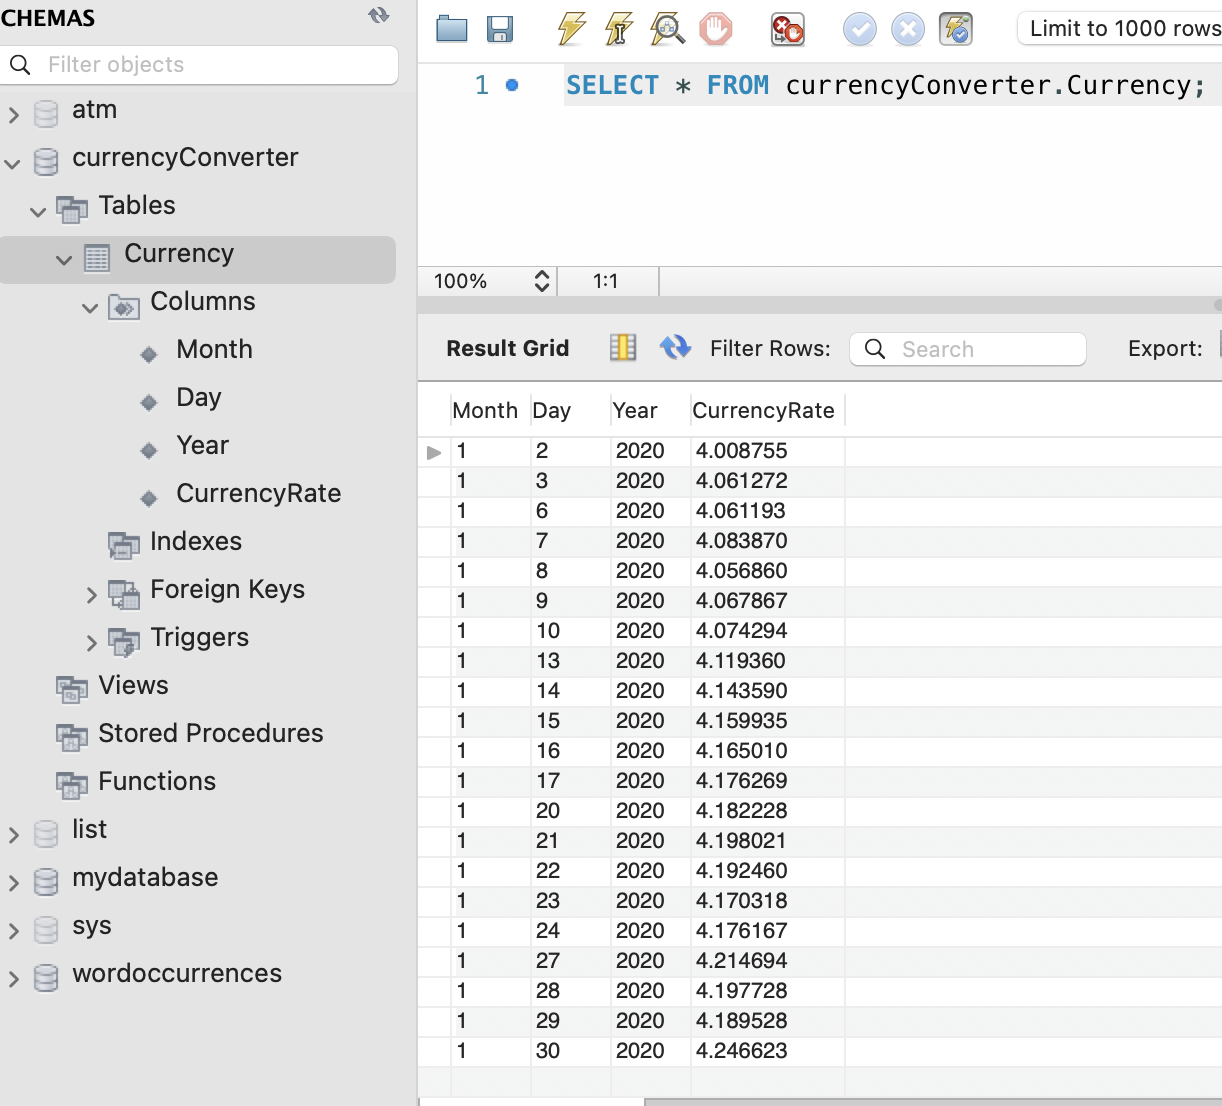 CHEMAS
Filter objects
atm
currencyConverter
Tables
Currency
Columns
Month
Day
Year
CurrencyRate
Indexes
Foreign Keys
Triggers
Views
Stored Procedures
Functions
list
mydatabase
sys
wordoccurrences
Limit to 1000 rows
1 SELECT * FROM currencyConverter.Currency;
100% 1:1
Result Grid Filter Rows: Search Export:
Month Day Year CurrencyRate
1 2 2020 4.008755
1 3 2020 4.061272
1 6 2020 4.061193
1 7 2020 4.083870
1 8 2020 4.056860
1 9 2020 4.067867
1 10 2020 4.074294
1 13 2020 4.119360
1 14 2020 4.143590
1 15 2020 4.159935
1 16 2020 4.165010
1 17 2020 4.176269
1 20 2020 4.182228
1 21 2020 4.198021
1 22 2020 4.192460
1 23 2020 4.170318
1 24 2020 4.176167
1 27 2020 4.214694
1 28 2020 4.197728
1 29 2020 4.189528
1 30 2020 4.246623